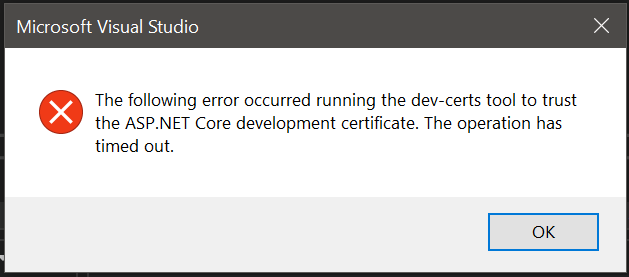 Microsoft Visual Studio
The following error occurred running the dev-certs tool to trust
the ASP.NET Core development certificate. The operation has
timed out.
OK